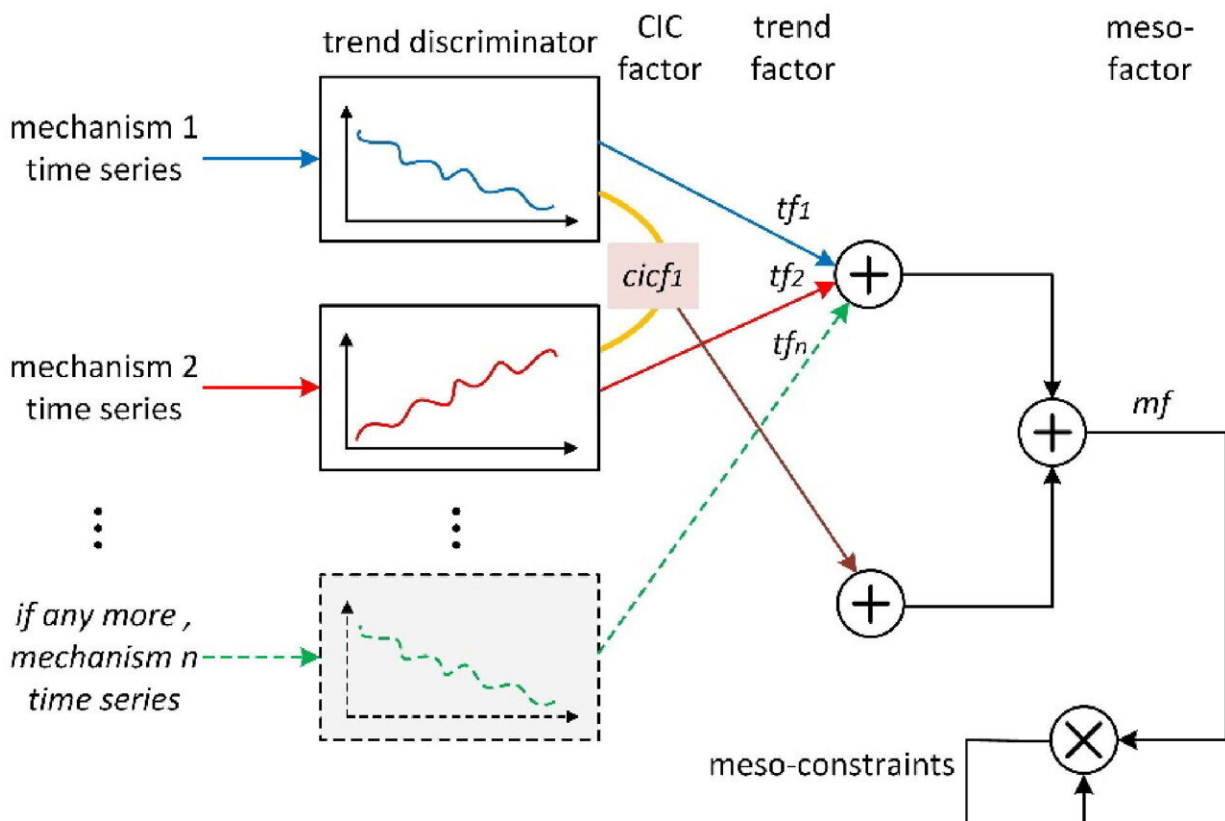 trend discriminator
CIC
factor
trend
factor
meso-
factor
mechanism 1
time series
tf1
cicf1
tf2
mechanism 2
time series
tfn
mf
if any more ,
mechanism n
time series
meso-constraints